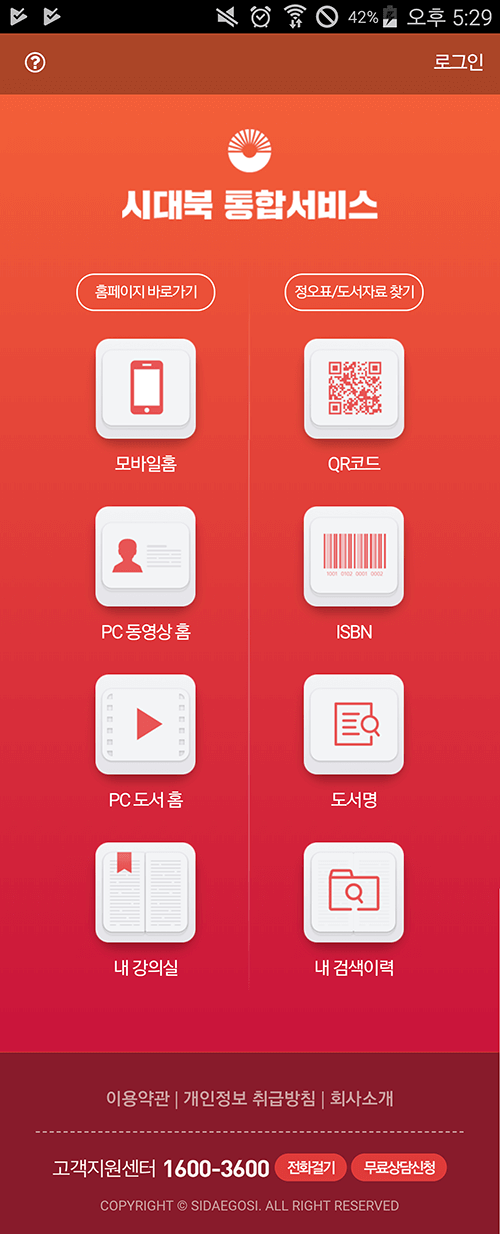 42% 오후 5:29
로그인
시대북 통합서비스
홈페이지 바로가기
정오표/도서자료 찾기
모바일홈
QR코드
PC 동영상 홈
1001 0102 0001 0002
ISBN
PC 도서 홈
도서명
내 강의실
내 검색이력
이용약관 | 개인정보 취급방침 | 회사소개
고객지원센터 1600-3600 전화걸기 무료상담신청
COPYRIGHT © SIDAEGOSI. ALL RIGHT RESERVED